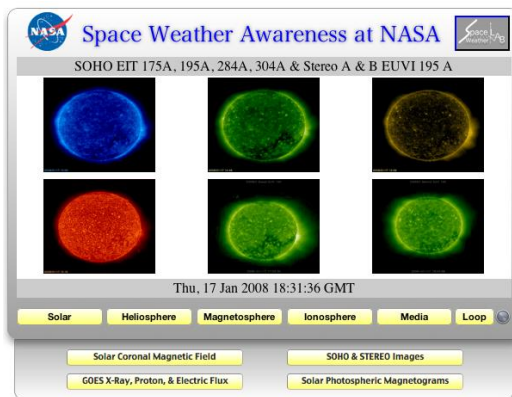 NASA
Space Weather Awareness at NASA
Space
Weather
SOHO EIT 175A, 195A, 284A, 304A & Stereo A & B EUVI 195 A
Thu, 17 Jan 2008 18:31:36 GMT
Solar
Heliosphere
Magnetosphere
Ionosphere
Media
Loop
Solar Coronal Magnetic Field
SOHO & STEREO Images
GOES X-Ray, Proton, & Electric Flux
Solar Photospheric Magnetograms